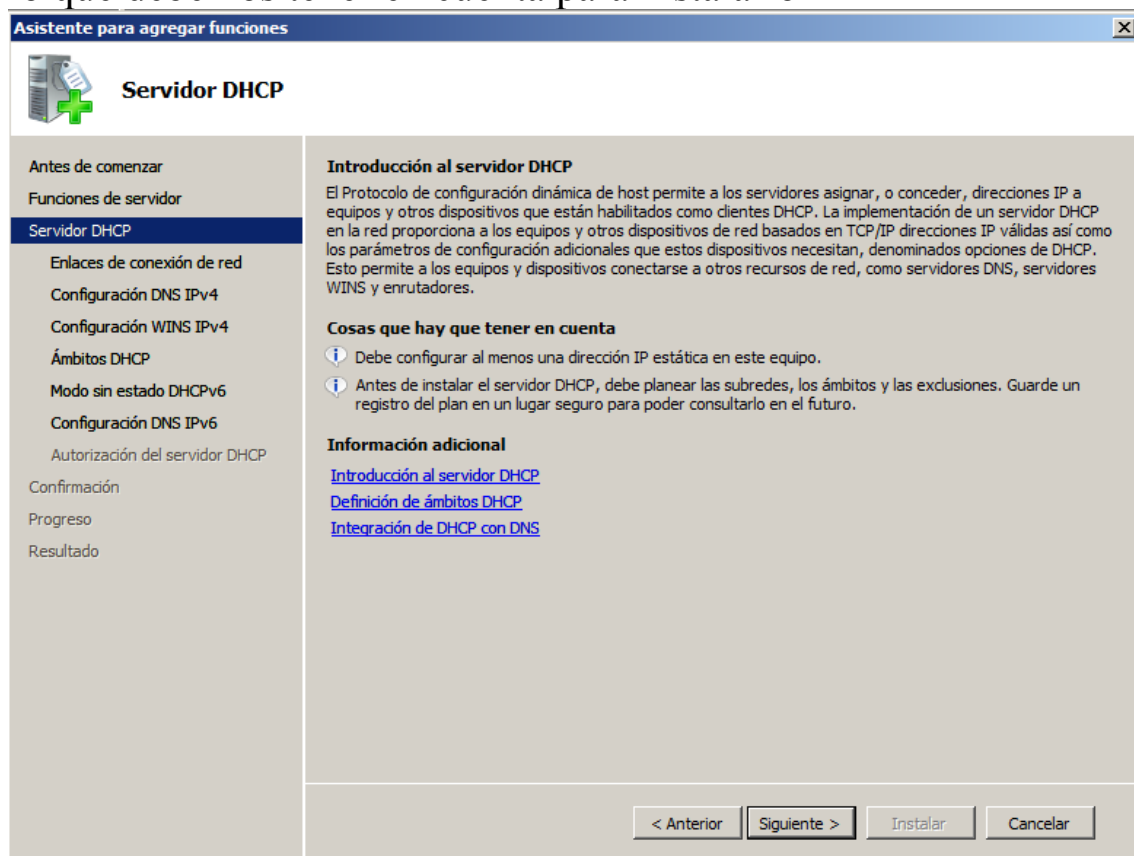 Asistente para agregar funciones
Servidor DHCP
Antes de comenzar
Funciones de servidor
Servidor DHCP
Enlaces de conexión de red
Configuración DNS IPv4
Configuración WINS IPv4
Ámbitos DHCP
Modo sin estado DHCPv6
Configuración DNS IPv6
Autorización del servidor DHCP
Confirmación
Progreso
Resultado
Introducción al servidor DHCP
El Protocolo de configuración dinámica de host permite a los servidores asignar, o conceder, direcciones IP a
equipos y otros dispositivos que están habilitados como clientes DHCP. La implementación de un servidor DHCP
en la red proporciona a los equipos y otros dispositivos de red basados en TCP/IP direcciones IP válidas así como
los parámetros de configuración adicionales que estos dispositivos necesitan, denominados opciones de DHCP.
Esto permite a los equipos y dispositivos conectarse a otros recursos de red, como servidores DNS, servidores
WINS y enrutadores.
Cosas que hay que tener en cuenta
Debe configurar al menos una dirección IP estática en este equipo.
Antes de instalar el servidor DHCP, debe planear las subredes, los ámbitos y las exclusiones. Guarde un
registro del plan en un lugar seguro para poder consultarlo en el futuro.
Información adicional
Introducción al servidor DHCP
Definición de ámbitos DHCP
Integración de DHCP con DNS
< Anterior
Siguiente >
Instalar
Cancelar